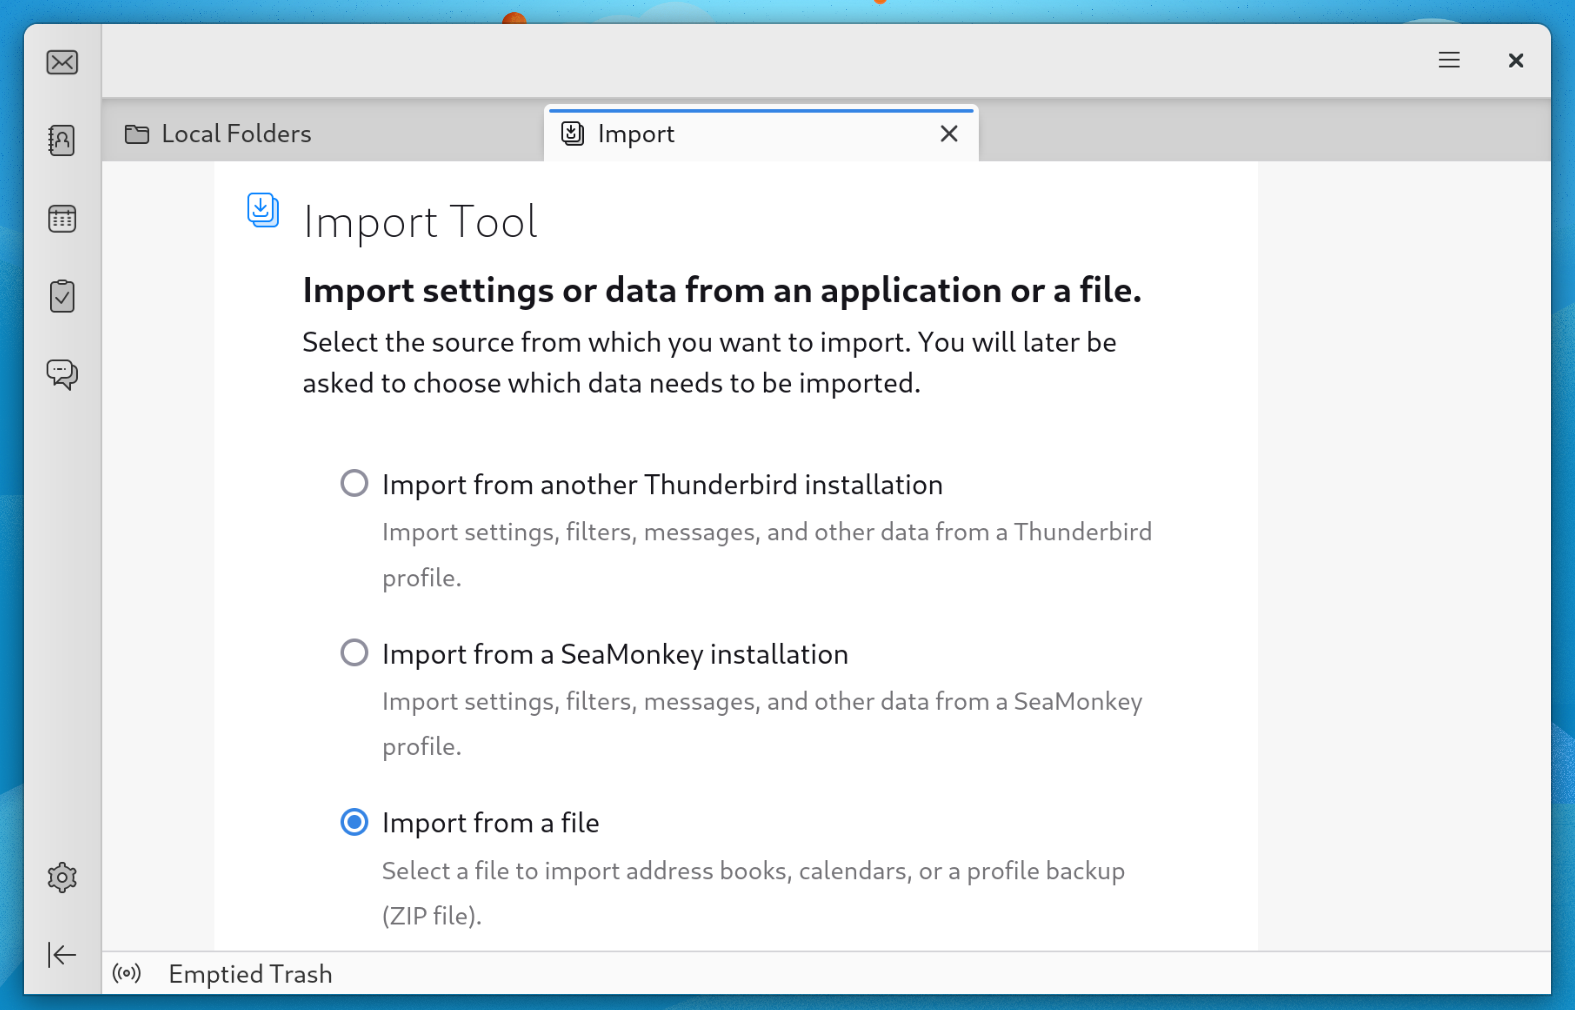 Local Folders
Import
Import Tool
Import settings or data from an application or a file.
Select the source from which you want to import. You will later be
asked to choose which data needs to be imported.
Import from another Thunderbird installation
Import settings, filters, messages, and other data from a Thunderbird
profile.
Import from a SeaMonkey installation
Import settings, filters, messages, and other data from a SeaMonkey
profile.
Import from a file
Select a file to import address books, calendars, or a profile backup
(ZIP file).
Emptied Trash